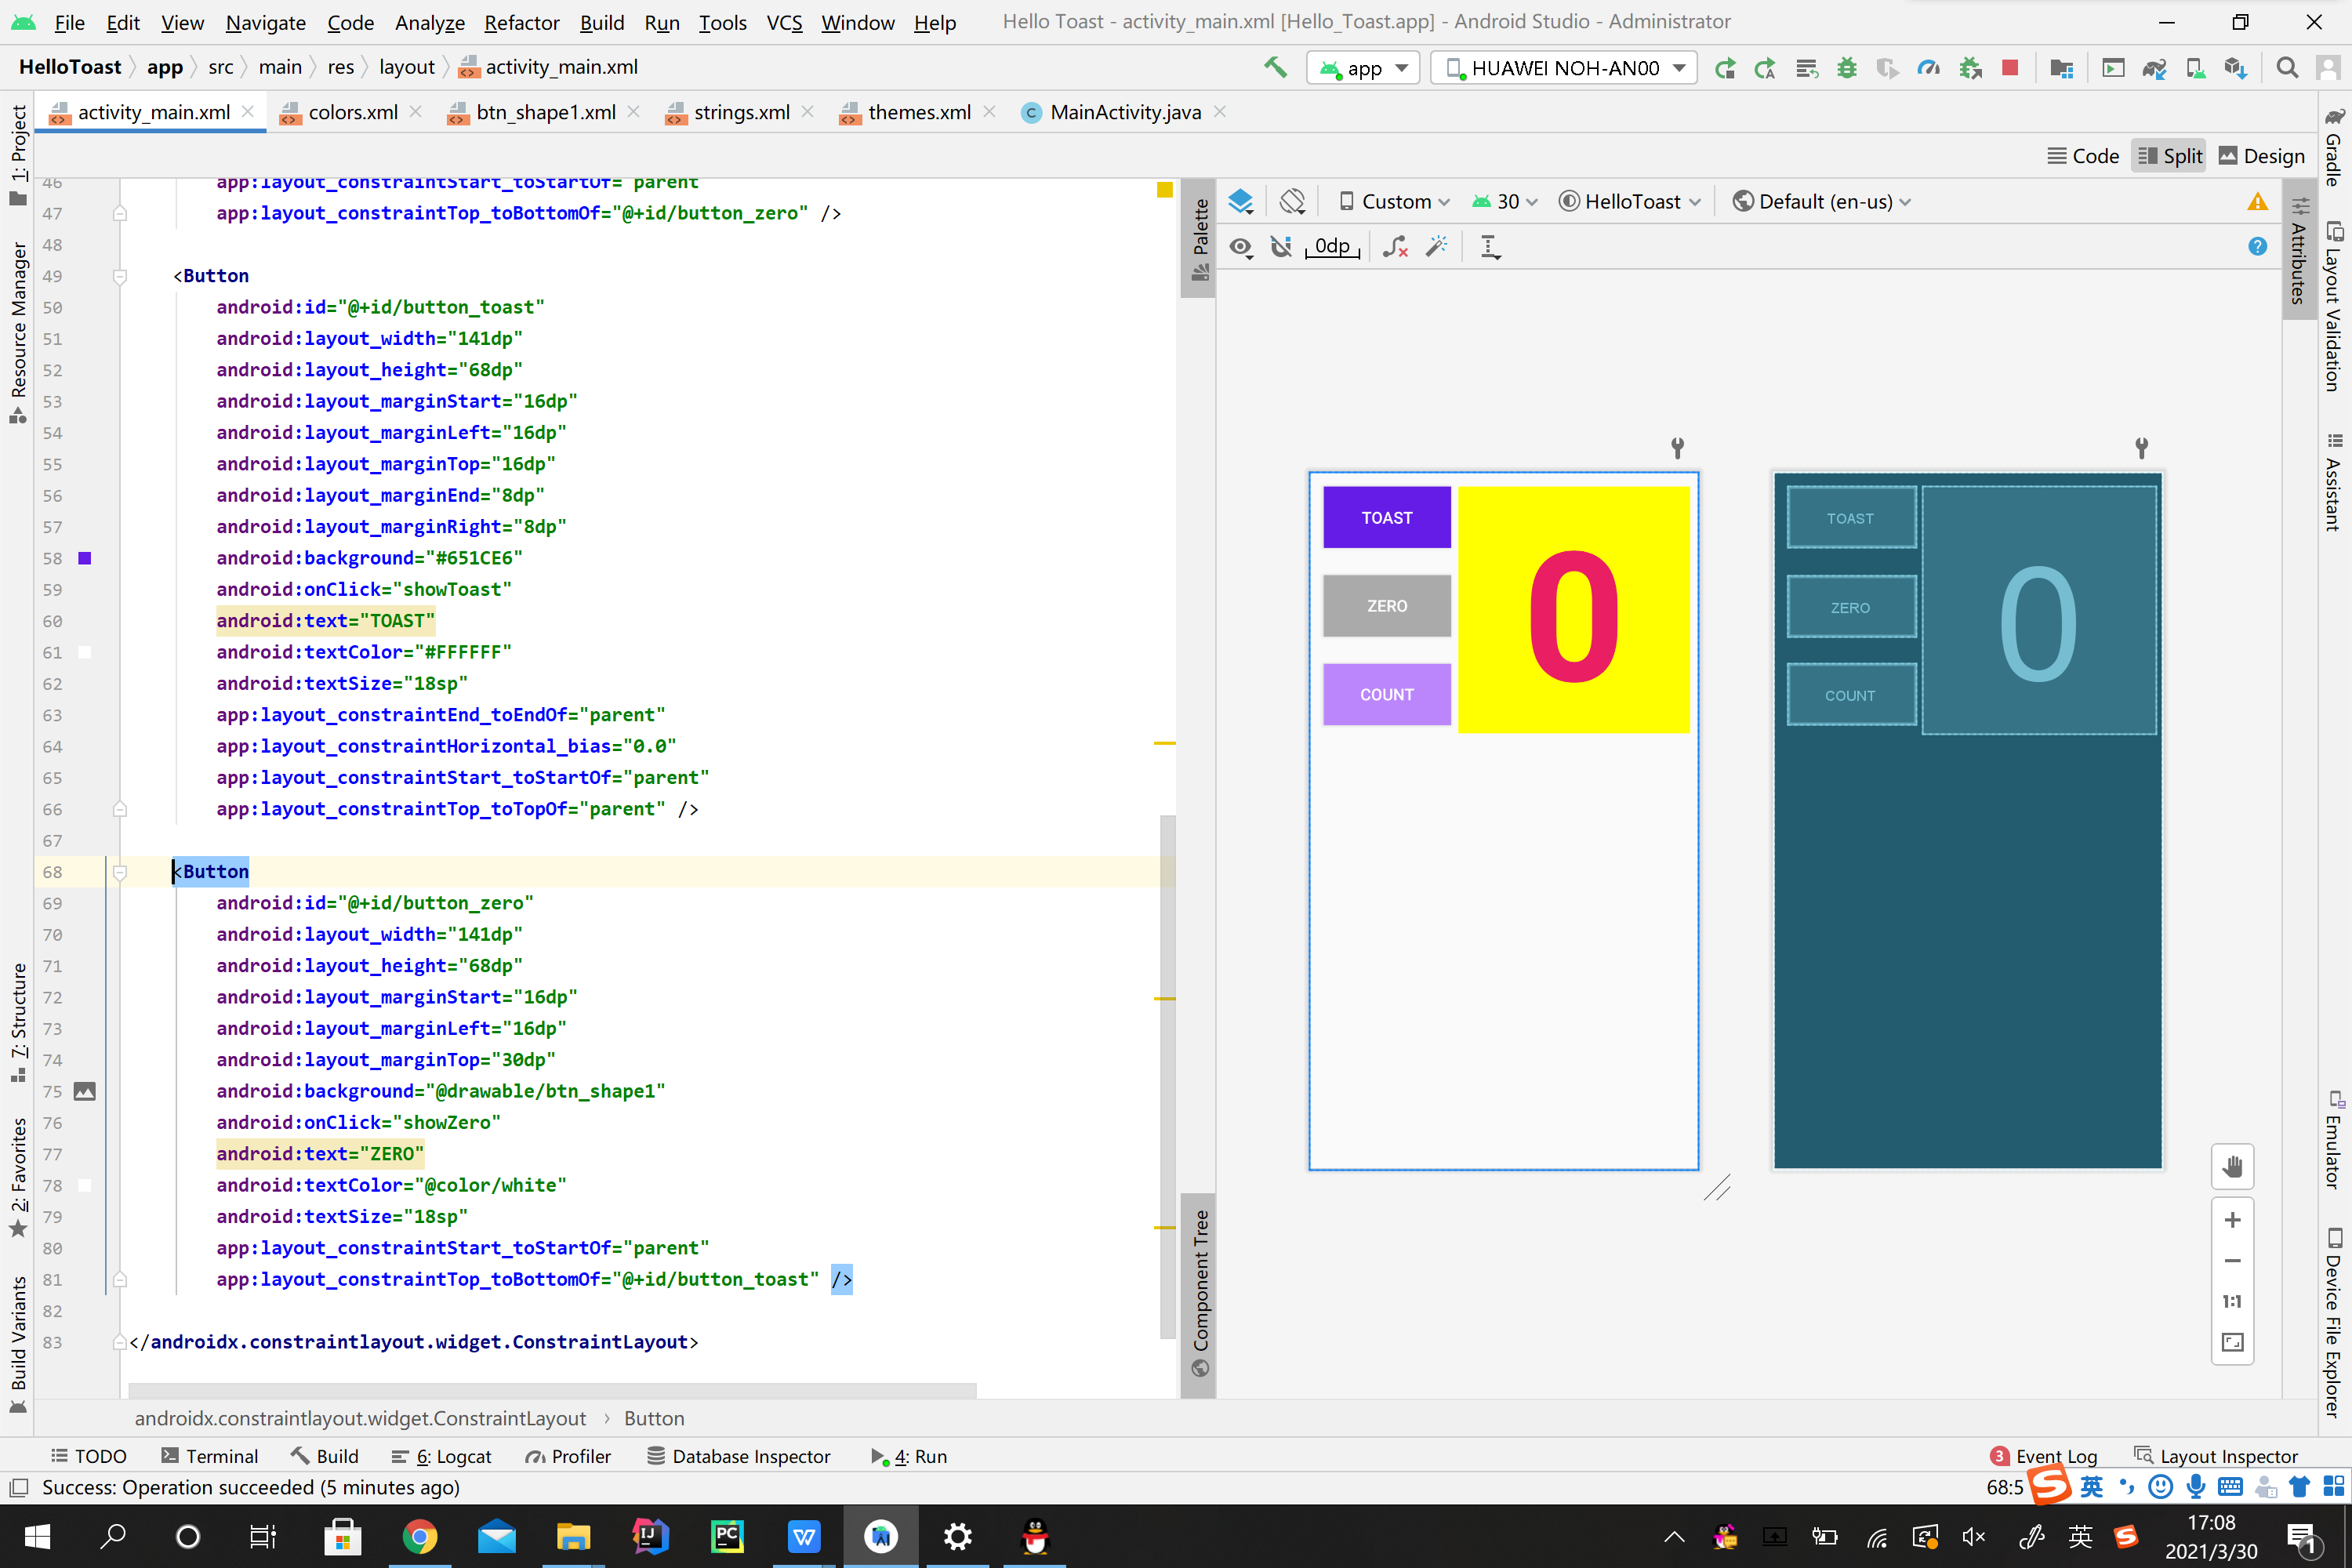 File Edit View Navigate Code Analyze Refactor Build Run Tools VCS Window Help Hello Toast - activity_main.xml [Hello_Toast.app] - Android Studio - Administrator
HelloToast app src main res layout activity_main.xml app HUAWEI NOH-AN00
activity_main.xml colors.xml btn_shape1.xml strings.xml themes.xml MainActivity.java
Code Split Design
1: Project
Resource Manager
7: Structure
2: Favorites
Build Variants
46 app:layout_constraintStart_toStartOf="parent"
47 app:layout_constraintTop_toBottomOf="@+id/button_zero" />
48
49 <Button
50 android:id="@+id/button_toast"
51 android:layout_width="141dp"
52 android:layout_height="68dp"
53 android:layout_marginStart="16dp"
54 android:layout_marginLeft="16dp"
55 android:layout_marginTop="16dp"
56 android:layout_marginEnd="8dp"
57 android:layout_marginRight="8dp"
58 android:background="#651CE6"
59 android:onClick="showToast"
60 android:text="TOAST"
61 android:textColor="#FFFFFF"
62 android:textSize="18sp"
63 app:layout_constraintEnd_toEndOf="parent"
64 app:layout_constraintHorizontal_bias="0.0"
65 app:layout_constraintStart_toStartOf="parent"
66 app:layout_constraintTop_toTopOf="parent" />
67
68 <Button
69 android:id="@+id/button_zero"
70 android:layout_width="141dp"
71 android:layout_height="68dp"
72 android:layout_marginStart="16dp"
73 android:layout_marginLeft="16dp"
74 android:layout_marginTop="30dp"
75 android:background="@drawable/btn_shape1"
76 android:onClick="showZero"
77 android:text="ZERO"
78 android:textColor="@color/white"
79 android:textSize="18sp"
80 app:layout_constraintStart_toStartOf="parent"
81 app:layout_constraintTop_toBottomOf="@+id/button_toast" />
82
83 </androidx.constraintlayout.widget.ConstraintLayout>
Palette
Component Tree
Custom 30 HelloToast Default (en-us)
0dp
TOAST
ZERO
COUNT
0
TOAST
ZERO
COUNT
0
1:1
Attributes
Gradle
Layout Validation
Assistant
Emulator
Device File Explorer
androidx.constraintlayout.widget.ConstraintLayout › Button
TODO Terminal Build 6: Logcat Profiler Database Inspector 4: Run 3 Event Log Layout Inspector
Success: Operation succeeded (5 minutes ago) 68:5 英
英 17:08
2021/3/30 1